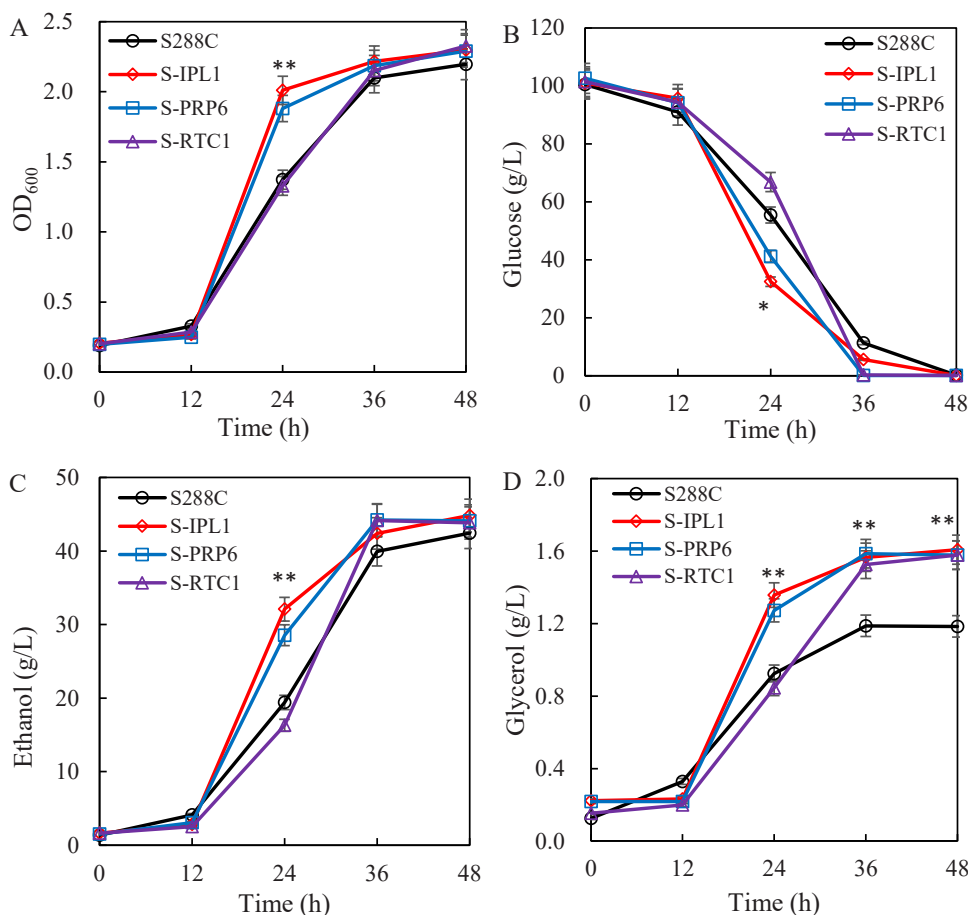 A
2.5
2.0
1.5
1.0
0.5
0.0
OD600
S288C
S-IPL1
S-PRP6
S-RTC1
**
0 12 24 36 48
Time (h)
B
120
100
80
60
40
20
0
Glucose (g/L)
S288C
S-IPL1
S-PRP6
S-RTC1
*
0 12 24 36 48
Time (h)
C
50
40
30
20
10
0
Ethanol (g/L)
S288C
S-IPL1
S-PRP6
S-RTC1
**
0 12 24 36 48
Time (h)
D
2.0
1.6
1.2
0.8
0.4
0.0
Glycerol (g/L)
S288C
S-IPL1
S-PRP6
S-RTC1
** ** **
0 12 24 36 48
Time (h)